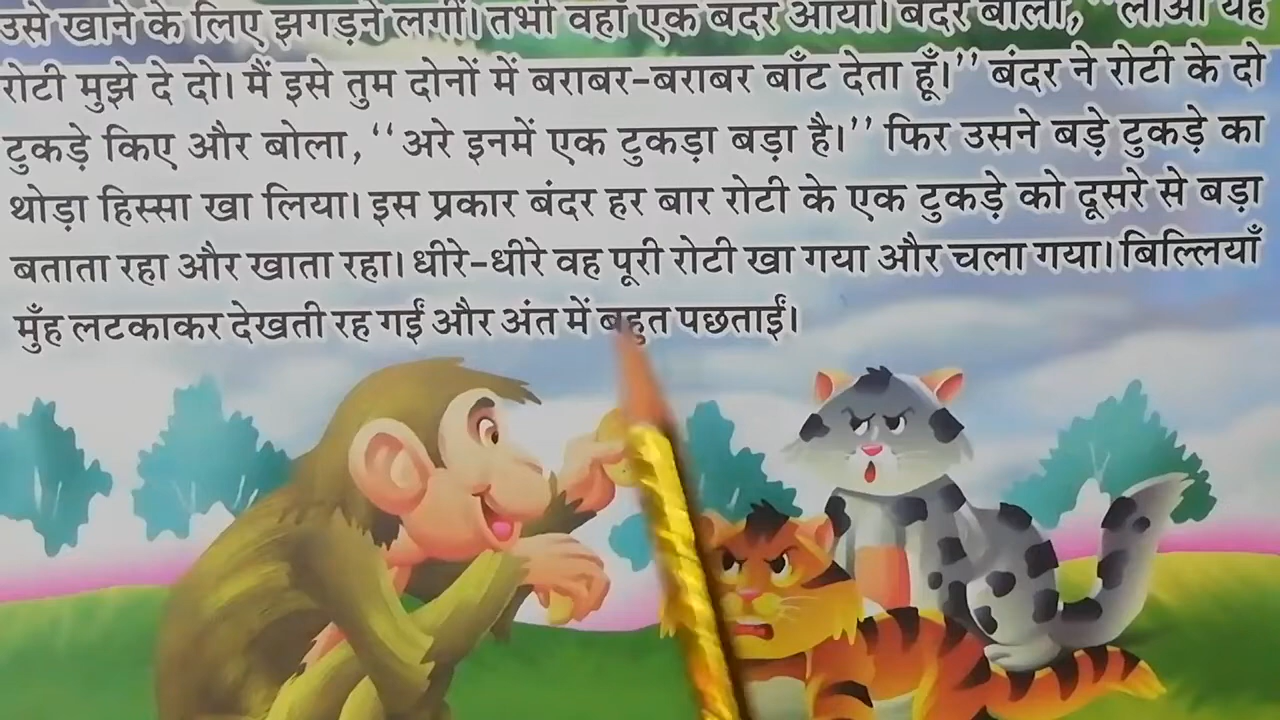 उसे खाने के लिए झगड़ने लगीं। तभी वहाँ एक बंदर आया। बंदर बोला, "लाओ यह
रोटी मुझे दे दो। मैं इसे तुम दोनों में बराबर-बराबर बाँट देता हूँ।" बंदर ने रोटी के दो
टुकड़े किए और बोला, "अरे इनमें एक टुकड़ा बड़ा है।" फिर उसने बड़े टुकड़े का
थोड़ा हिस्सा खा लिया। इस प्रकार बंदर हर बार रोटी के एक टुकड़े को दूसरे से बड़ा
बताता रहा और खाता रहा। धीरे-धीरे वह पूरी रोटी खा गया और चला गया। बिल्लियाँ
मुँह लटकाकर देखती रह गईं और अंत में बहुत पछताईं।